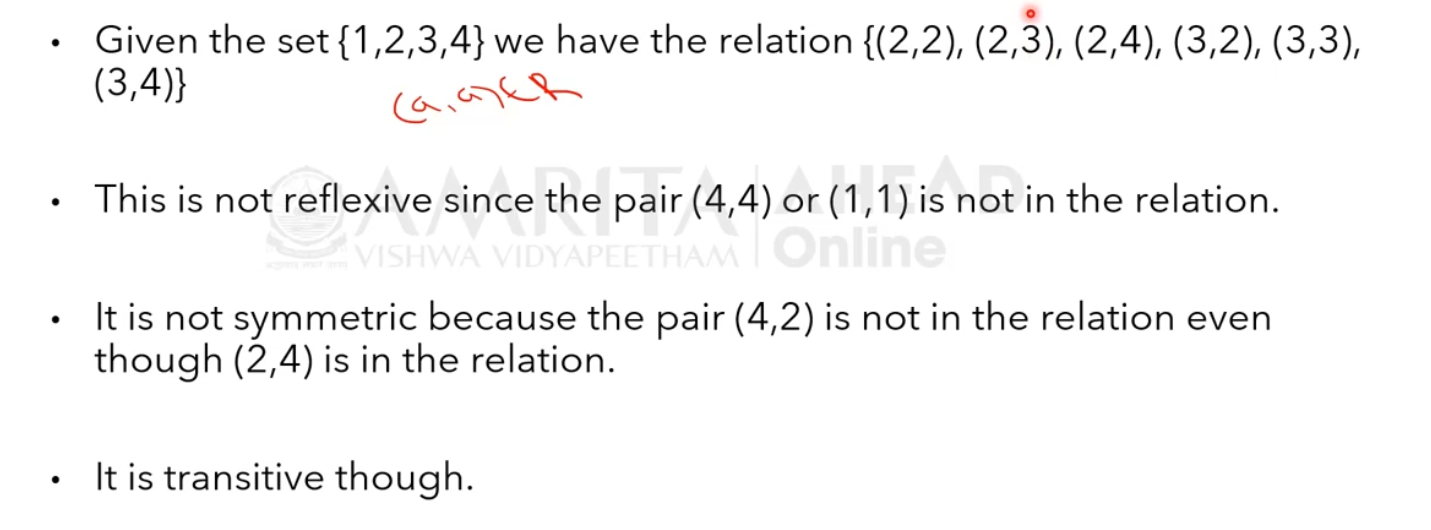 • Given the set {1,2,3,4} we have the relation {(2,2), (2,3), (2,4), (3,2), (3,3),
(3,4)}
(a,a)∈R
• This is not reflexive since the pair (4,4) or (1,1) is not in the relation.
AMRITA AHEAD
VISHWA VIDYAPEETHAM Online
• It is not symmetric because the pair (4,2) is not in the relation even
though (2,4) is in the relation.
• It is transitive though.